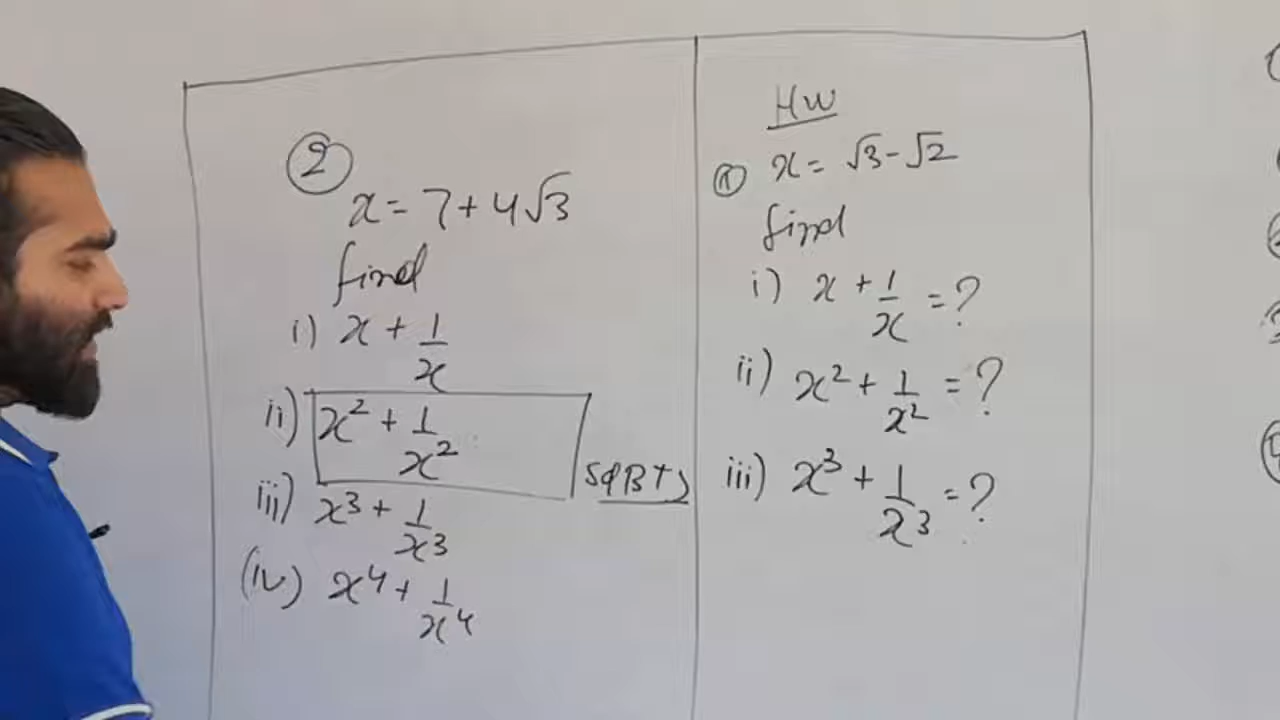 ②
x = 7 + 4√3
find
i) x + 1/x
ii) x² + 1/x²
SqBTS
iii) x³ + 1/x³
(iv) x⁴ + 1/x⁴
HW
① x = √3 - √2
find
i) x + 1/x = ?
ii) x² + 1/x² = ?
iii) x³ + 1/x³ = ?